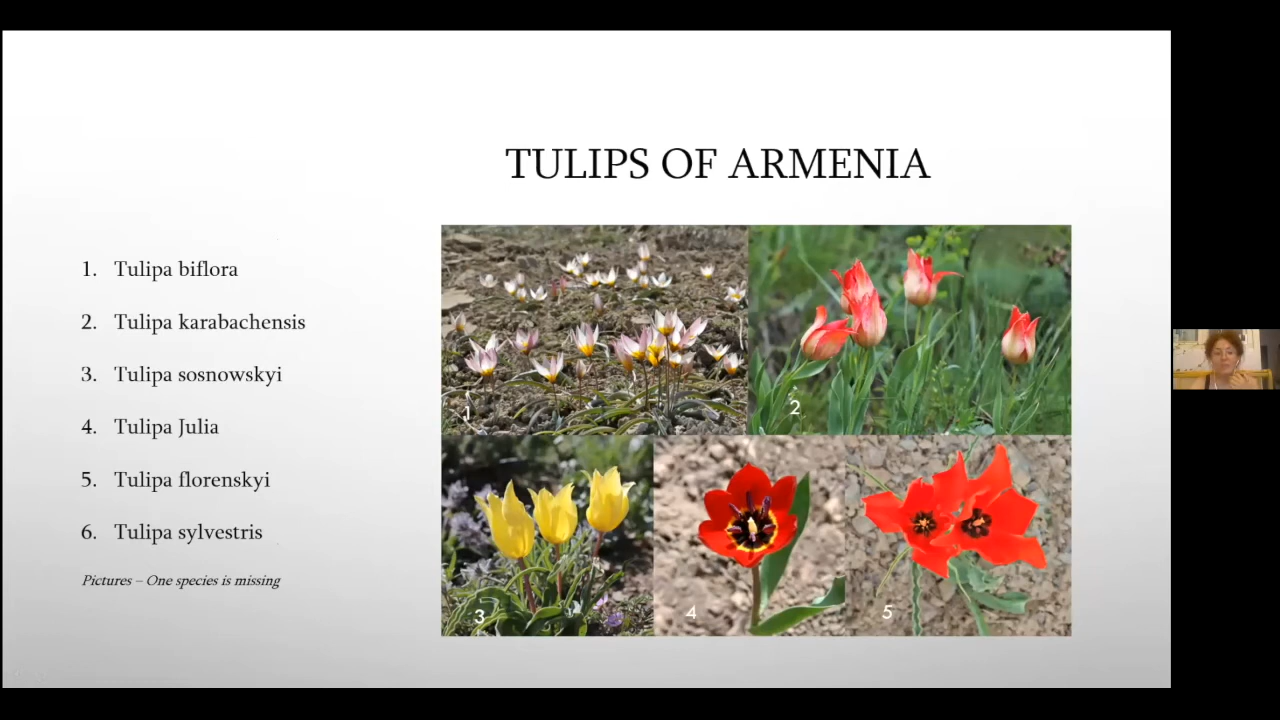 TULIPS OF ARMENIA
1. Tulipa biflora
2. Tulipa karabachensis
3. Tulipa sosnowskyi
4. Tulipa Julia
5. Tulipa florenskyi
6. Tulipa sylvestris
Pictures – One species is missing
1
2
3
4
5